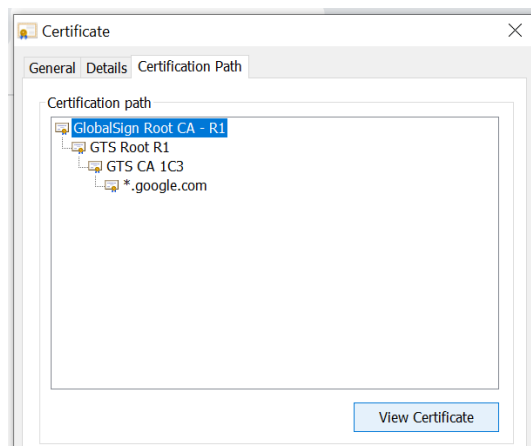 Certificate
General Details Certification Path
Certification path
GlobalSign Root CA - R1
GTS Root R1
GTS CA 1C3
*.google.com
View Certificate